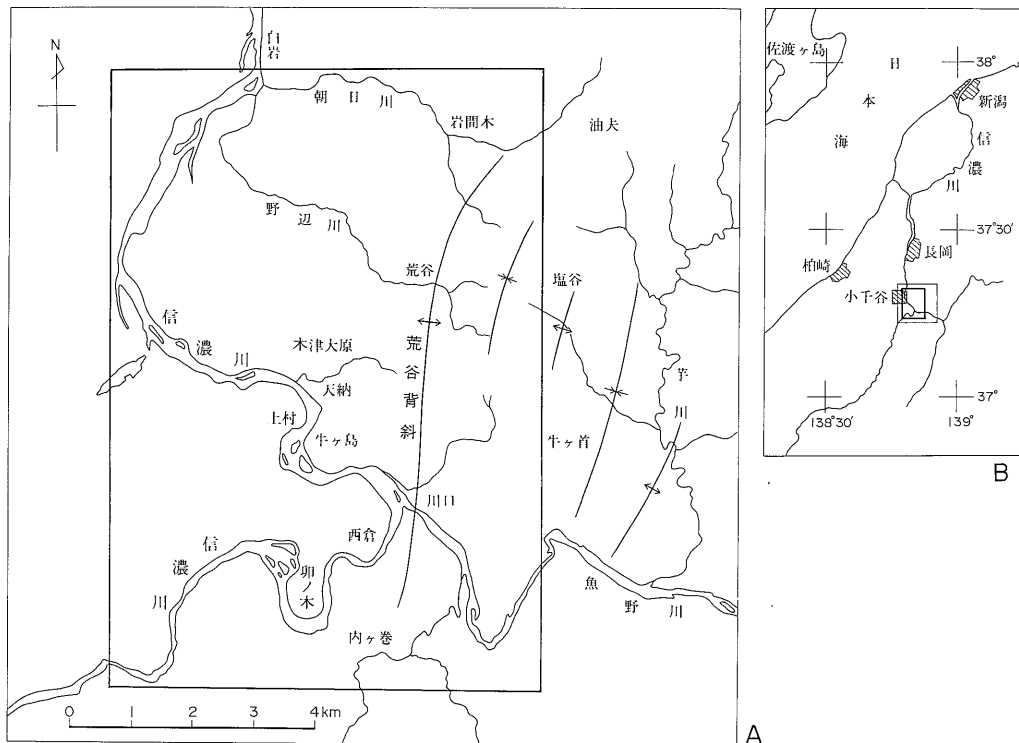 N
白岩
朝日川
岩間木
油夫
野辺川
荒谷
塩谷
信濃川
木津大原
天納
荒谷背斜
芋川
上村
牛ヶ島
牛ヶ首
川口
西倉
信濃川
卯ノ木
魚野川
内ヶ巻
0 1 2 3 4km
A
佐渡ヶ島
日本海
38°
新潟
信濃川
37°30′
長岡
柏崎
小千谷
37°
138°30′
139°
B